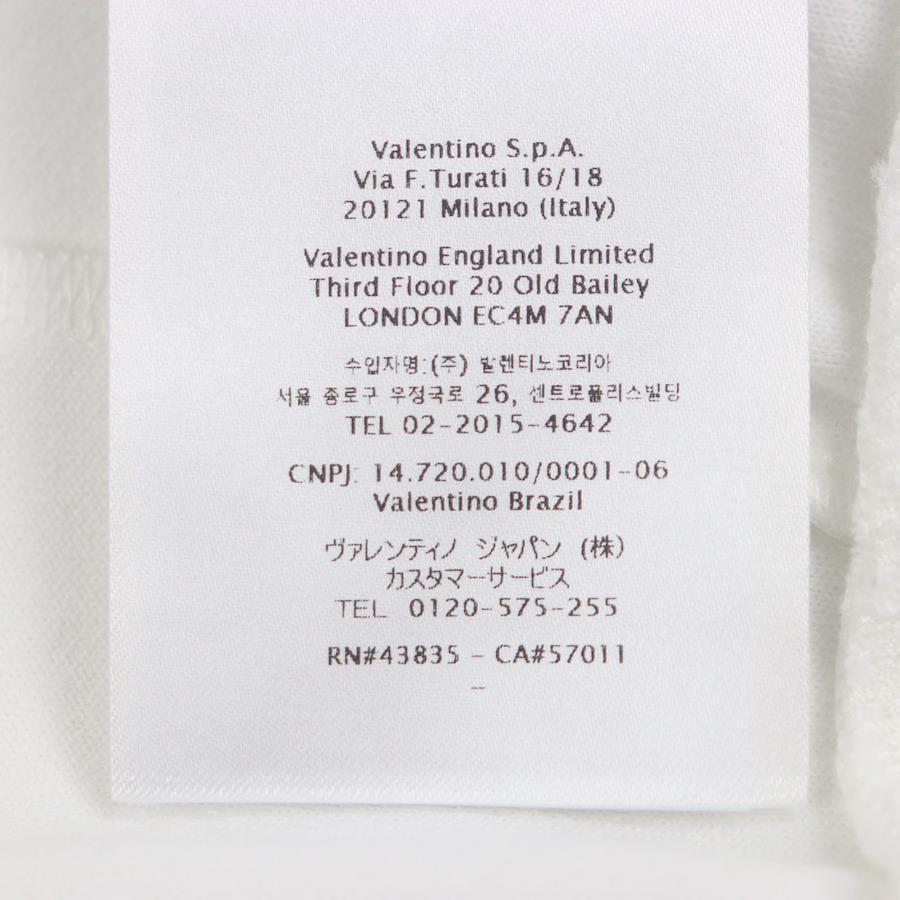 Valentino S.p.A.
Via F.Turati 16/18
20121 Milano (Italy)
Valentino England Limited
Third Floor 20 Old Bailey
LONDON EC4M 7AN
수입자명:(주) 발렌티노코리아
서울 종로구 우정국로 26, 센트로폴리스빌딩
TEL 02-2015-4642
CNPJ: 14.720.010/0001-06
Valentino Brazil
ヴァレンティノ ジャパン (株)
カスタマーサービス
TEL 0120-575-255
RN#43835 - CA#57011
-